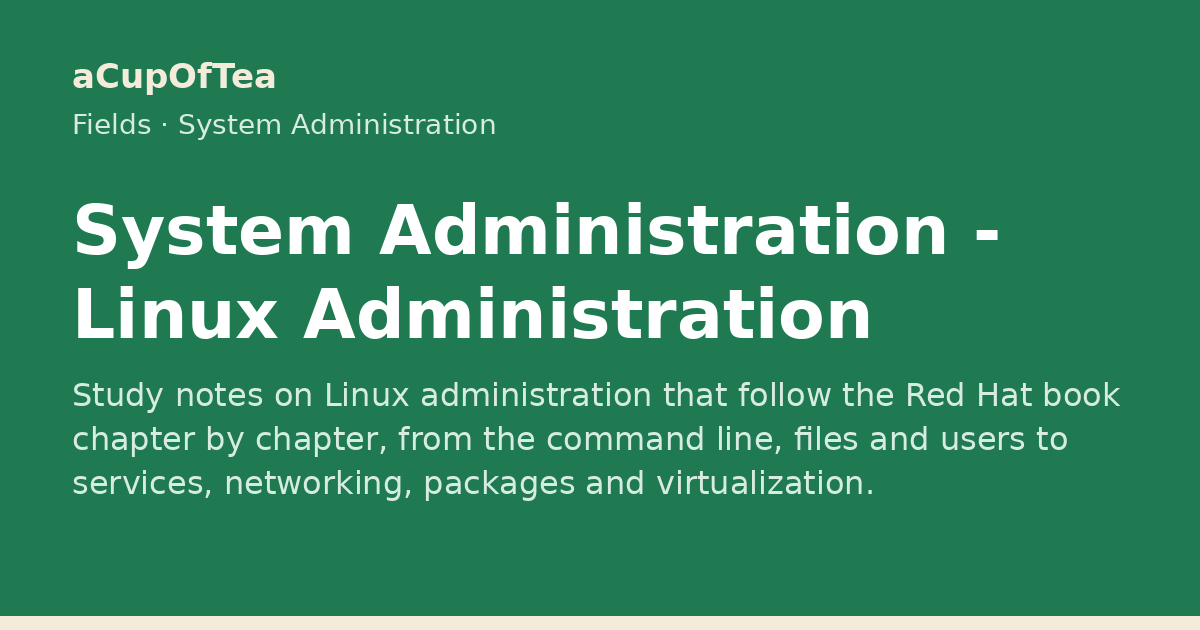 aCupOfTea
Fields · System Administration
System Administration -
Linux Administration
Study notes on Linux administration that follow the Red Hat book
chapter by chapter, from the command line, files and users to
services, networking, packages and virtualization.